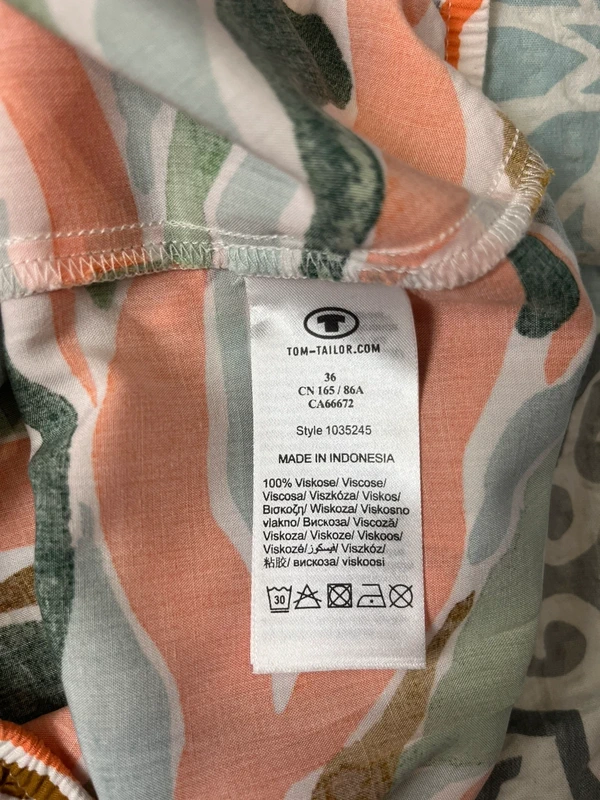 T
TOM-TAILOR.COM
36
CN 165 / 86A
CA66672
Style 1035245
MADE IN INDONESIA
100% Viskose/ Viscose/
Viscosa/ Viszkóza/ Viskos/
Βισκοζη/ Wiskoza/ Viskosno
vlakno/ Вискоза/ Viscoză/
Viskoza/ Viskoze/ Viskoos/
Viskozė/ فيسكوز/ Viszkóz/
粘胶/ вискоза/ viskoosi
30